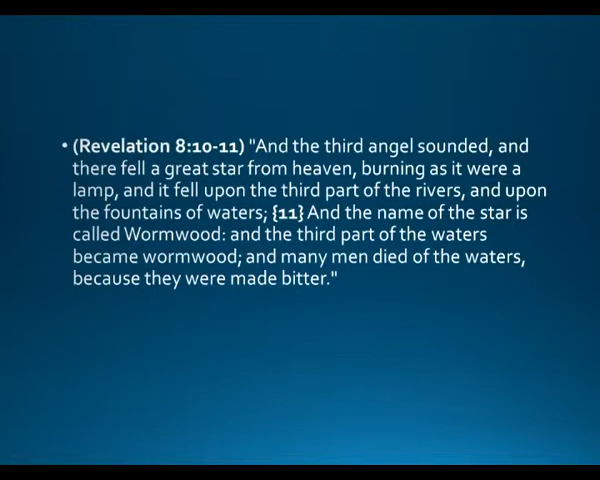 • (Revelation 8:10-11) "And the third angel sounded, and
there fell a great star from heaven, burning as it were a
lamp, and it fell upon the third part of the rivers, and upon
the fountains of waters; {11} And the name of the star is
called Wormwood: and the third part of the waters
became wormwood; and many men died of the waters,
because they were made bitter."